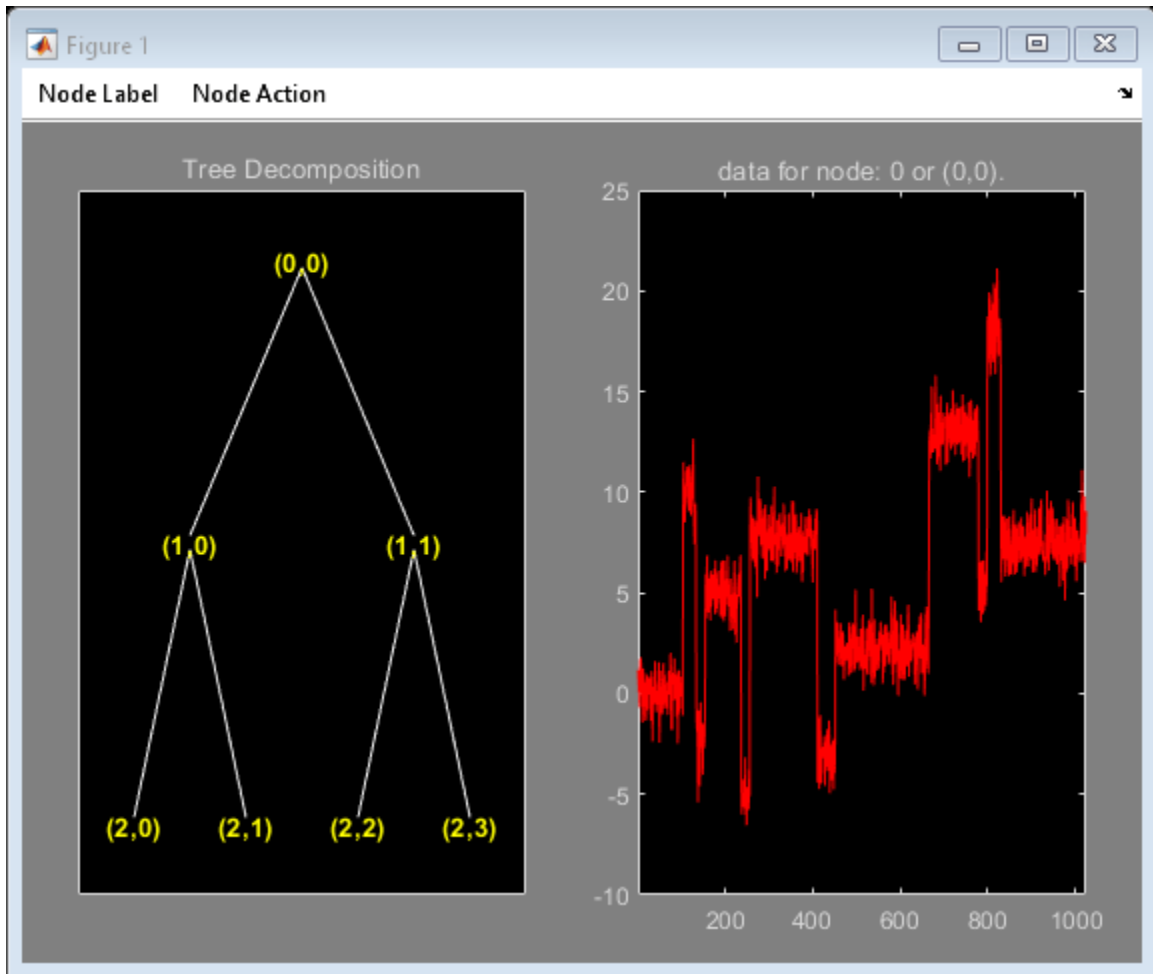 Figure 1
Node Label Node Action
Tree Decomposition
(0,0)
(1,0) (1,1)
(2,0) (2,1) (2,2) (2,3)
data for node: 0 or (0,0).
25
20
15
10
5
0
-5
-10
200 400 600 800 1000